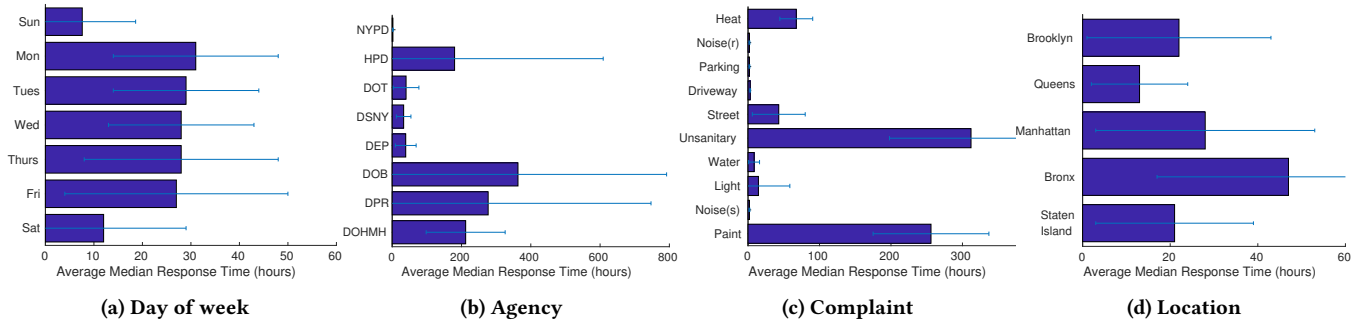 Sun
Mon
Tues
Wed
Thurs
Fri
Sat
0 10 20 30 40 50 60
Average Median Response Time (hours)
(a) Day of week
NYPD
HPD
DOT
DSNY
DEP
DOB
DPR
DOHMH
0 200 400 600 800
Average Median Response Time (hours)
(b) Agency
Heat
Noise(r)
Parking
Driveway
Street
Unsanitary
Water
Light
Noise(s)
Paint
0 100 200 300
Average Median Response Time (hours)
(c) Complaint
Brooklyn
Queens
Manhattan
Bronx
Staten
Island
0 20 40 60
Average Median Response Time (hours)
(d) Location